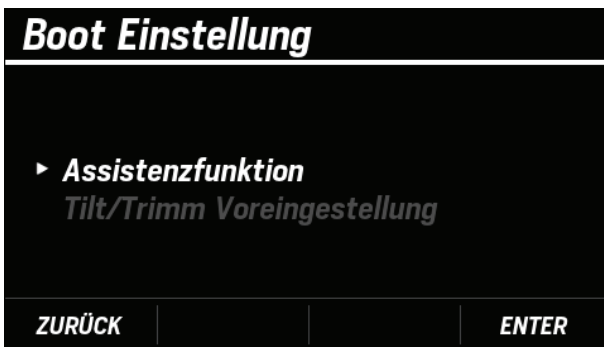 Boot Einstellung
Assistenzfunktion
Tilt/Trimm Voreingestellung
ZURÜCK ENTER